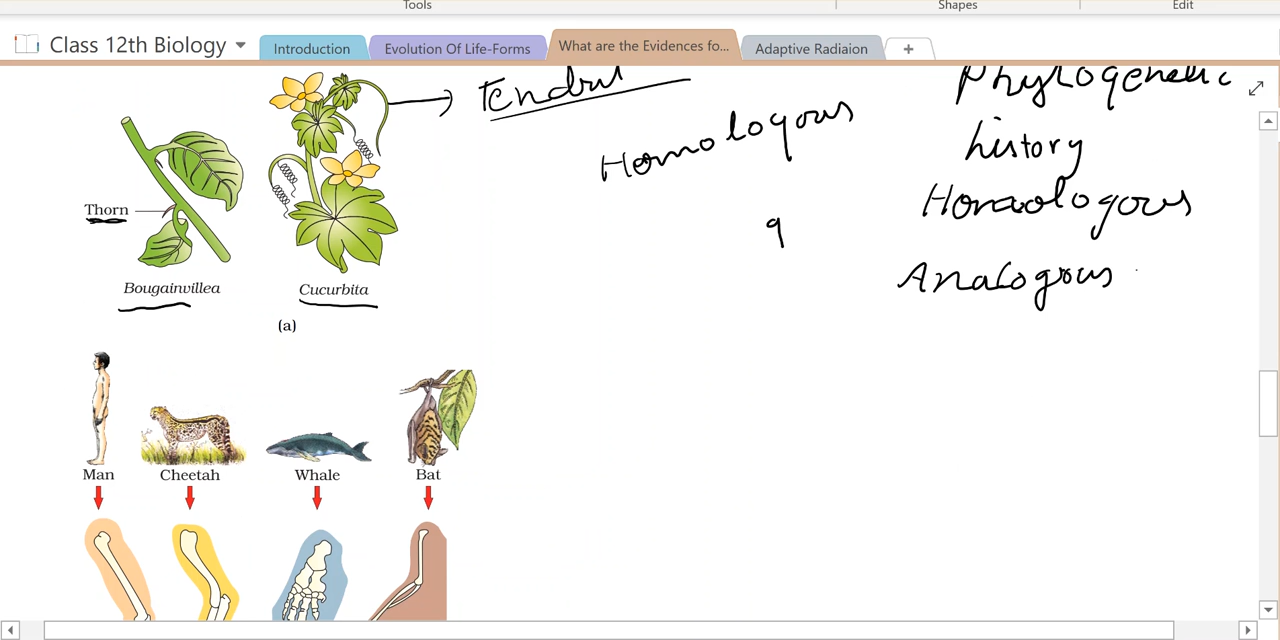 Tools Shapes Edit
Class 12th Biology
Introduction Evolution Of Life-Forms What are the Evidences fo... Adaptive Radiaion +
Tendril
Phylogenetic
Homologous
history
Thorn
Homologous
9
Analogous
Bougainvillea Cucurbita
(a)
Man Cheetah Whale Bat